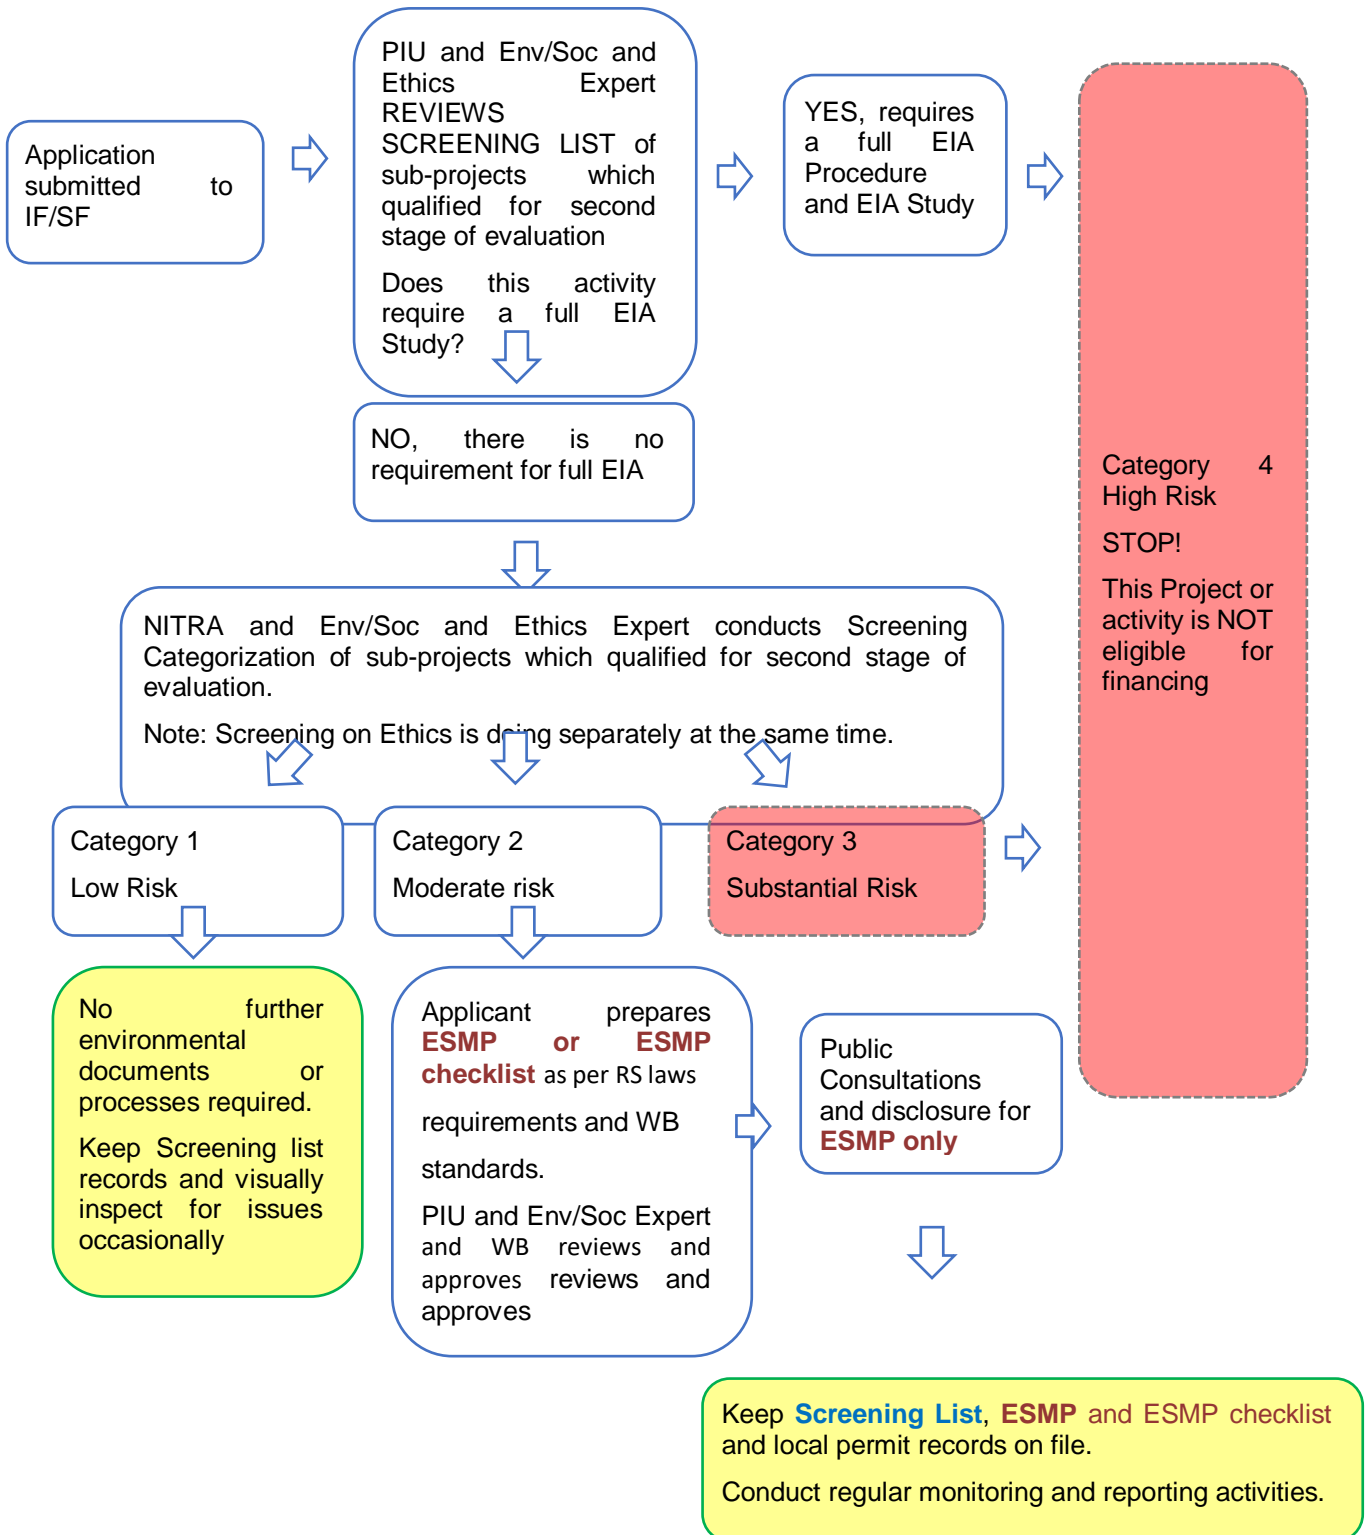 Application
submitted to
IF/SF
PIU and Env/Soc and
Ethics Expert
REVIEWS
SCREENING LIST of
sub-projects which
qualified for second
stage of evaluation
Does this activity
require a full EIA
Study?
YES, requires
a full EIA
Procedure
and EIA Study
NO, there is no
requirement for full EIA
Category 4
High Risk
STOP!
This Project or
activity is NOT
eligible for
financing
NITRA and Env/Soc and Ethics Expert conducts Screening
Categorization of sub-projects which qualified for second stage of
evaluation.
Note: Screening on Ethics is doing separately at the same time.
Category 1
Low Risk
Category 2
Moderate risk
Category 3
Substantial Risk
No further
environmental
documents or
processes required.
Keep Screening list
records and visually
inspect for issues
occasionally
Applicant prepares
ESMP or ESMP
checklist as per RS laws
requirements and WB
standards.
PIU and Env/Soc Expert
and WB reviews and
approves reviews and
approves
Public
Consultations
and disclosure for
ESMP only
Keep Screening List, ESMP and ESMP checklist
and local permit records on file.
Conduct regular monitoring and reporting activities.